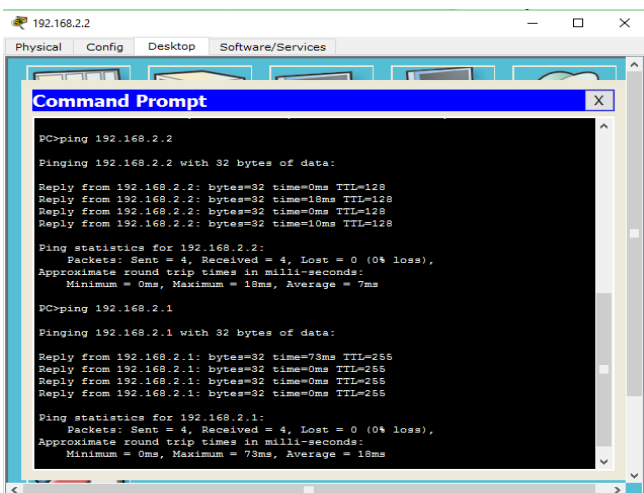 192.168.2.2
Physical Config Desktop Software/Services
Command Prompt
X
PC>ping 192.168.2.2
Pinging 192.168.2.2 with 32 bytes of data:
Reply from 192.168.2.2: bytes=32 time=0ms TTL=128
Reply from 192.168.2.2: bytes=32 time=18ms TTL=128
Reply from 192.168.2.2: bytes=32 time=0ms TTL=128
Reply from 192.168.2.2: bytes=32 time=10ms TTL=128
Ping statistics for 192.168.2.2:
Packets: Sent = 4, Received = 4, Lost = 0 (0% loss),
Approximate round trip times in milli-seconds:
Minimum = 0ms, Maximum = 18ms, Average = 7ms
PC>ping 192.168.2.1
Pinging 192.168.2.1 with 32 bytes of data:
Reply from 192.168.2.1: bytes=32 time=73ms TTL=255
Reply from 192.168.2.1: bytes=32 time=0ms TTL=255
Reply from 192.168.2.1: bytes=32 time=0ms TTL=255
Reply from 192.168.2.1: bytes=32 time=0ms TTL=255
Ping statistics for 192.168.2.1:
Packets: Sent = 4, Received = 4, Lost = 0 (0% loss),
Approximate round trip times in milli-seconds:
Minimum = 0ms, Maximum = 73ms, Average = 18ms